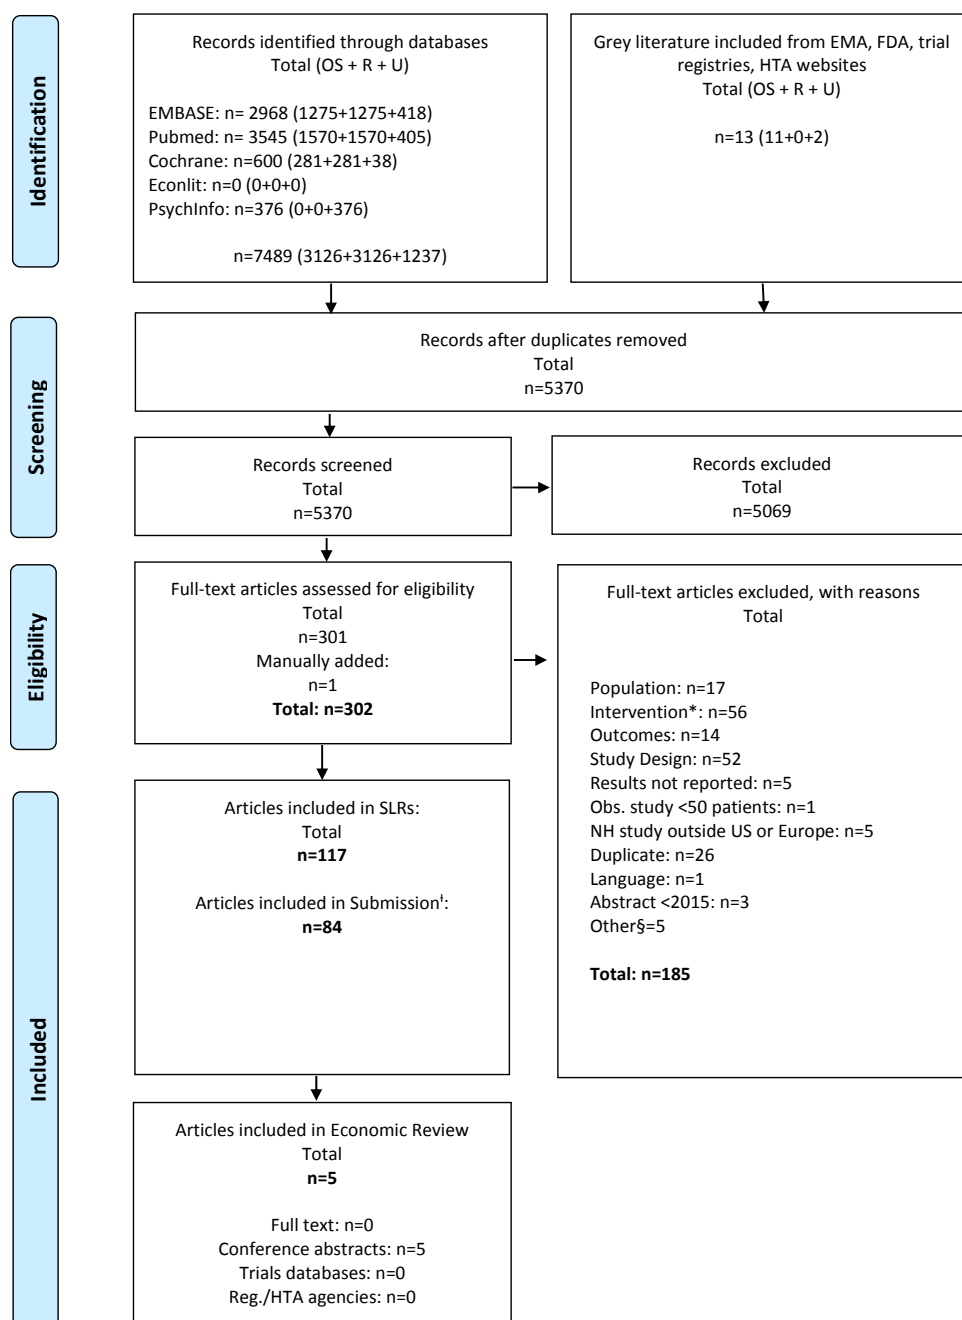 Identification
Records identified through databases
Total (OS + R + U)
EMBASE: n= 2968 (1275+1275+418)
Pubmed: n= 3545 (1570+1570+405)
Cochrane: n=600 (281+281+38)
Econlit: n=0 (0+0+0)
PsychInfo: n=376 (0+0+376)
n=7489 (3126+3126+1237)
Grey literature included from EMA, FDA, trial
registries, HTA websites
Total (OS + R + U)
n=13 (11+0+2)
Screening
Records after duplicates removed
Total
n=5370
Records screened
Total
n=5370
Records excluded
Total
n=5069
Eligibility
Full-text articles assessed for eligibility
Total
n=301
Manually added:
n=1
Total: n=302
Full-text articles excluded, with reasons
Total
Population: n=17
Intervention*: n=56
Outcomes: n=14
Study Design: n=52
Results not reported: n=5
Obs. study <50 patients: n=1
NH study outside US or Europe: n=5
Duplicate: n=26
Language: n=1
Abstract <2015: n=3
Other§=5
Total: n=185
Included
Articles included in SLRs:
Total
n=117
Articles included in Submissionƚ:
n=84
Articles included in Economic Review
Total
n=5
Full text: n=0
Conference abstracts: n=5
Trials databases: n=0
Reg./HTA agencies: n=0